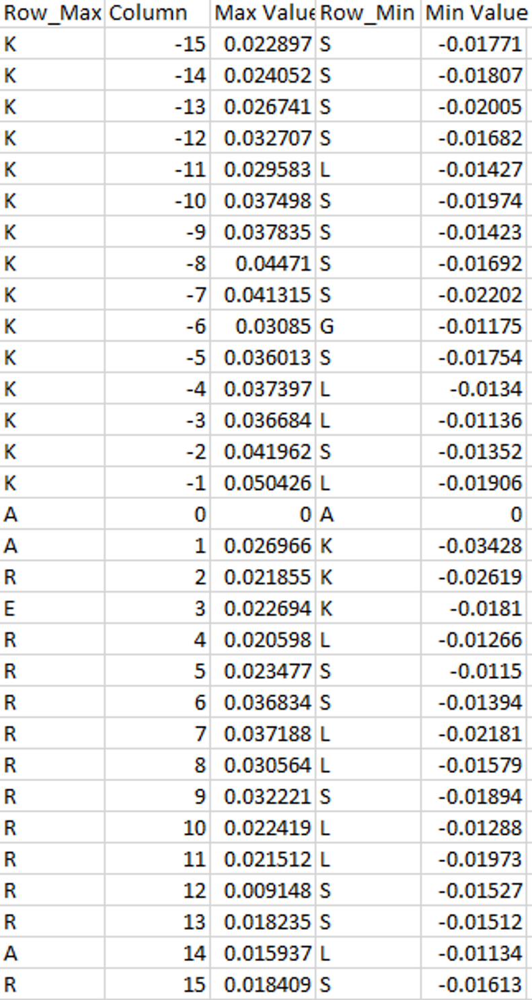 Row_Max Column Max Value Row_Min Min Value
K -15 0.022897 S -0.01771
K -14 0.024052 S -0.01807
K -13 0.026741 S -0.02005
K -12 0.032707 S -0.01682
K -11 0.029583 L -0.01427
K -10 0.037498 S -0.01974
K -9 0.037835 S -0.01423
K -8 0.04471 S -0.01692
K -7 0.041315 S -0.02202
K -6 0.03085 G -0.01175
K -5 0.036013 S -0.01754
K -4 0.037397 L -0.0134
K -3 0.036684 L -0.01136
K -2 0.041962 S -0.01352
K -1 0.050426 L -0.01906
A 0 0 A 0
A 1 0.026966 K -0.03428
R 2 0.021855 K -0.02619
E 3 0.022694 K -0.0181
R 4 0.020598 L -0.01266
R 5 0.023477 S -0.0115
R 6 0.036834 S -0.01394
R 7 0.037188 L -0.02181
R 8 0.030564 L -0.01579
R 9 0.032221 S -0.01894
R 10 0.022419 L -0.01288
R 11 0.021512 L -0.01973
R 12 0.009148 S -0.01527
R 13 0.018235 S -0.01512
A 14 0.015937 L -0.01134
R 15 0.018409 S -0.01613